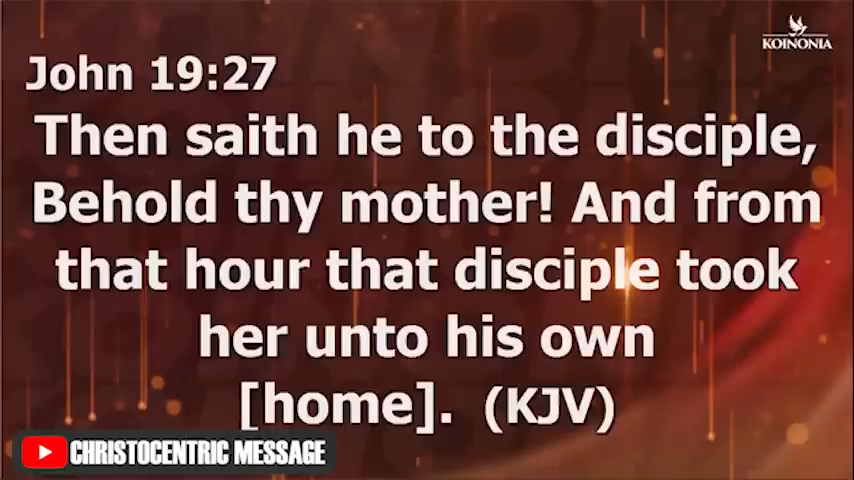 KOINONIA
John 19:27
Then saith he to the disciple,
Behold thy mother! And from
that hour that disciple took
her unto his own
[home]. (KJV)
CHRISTOCENTRIC MESSAGE